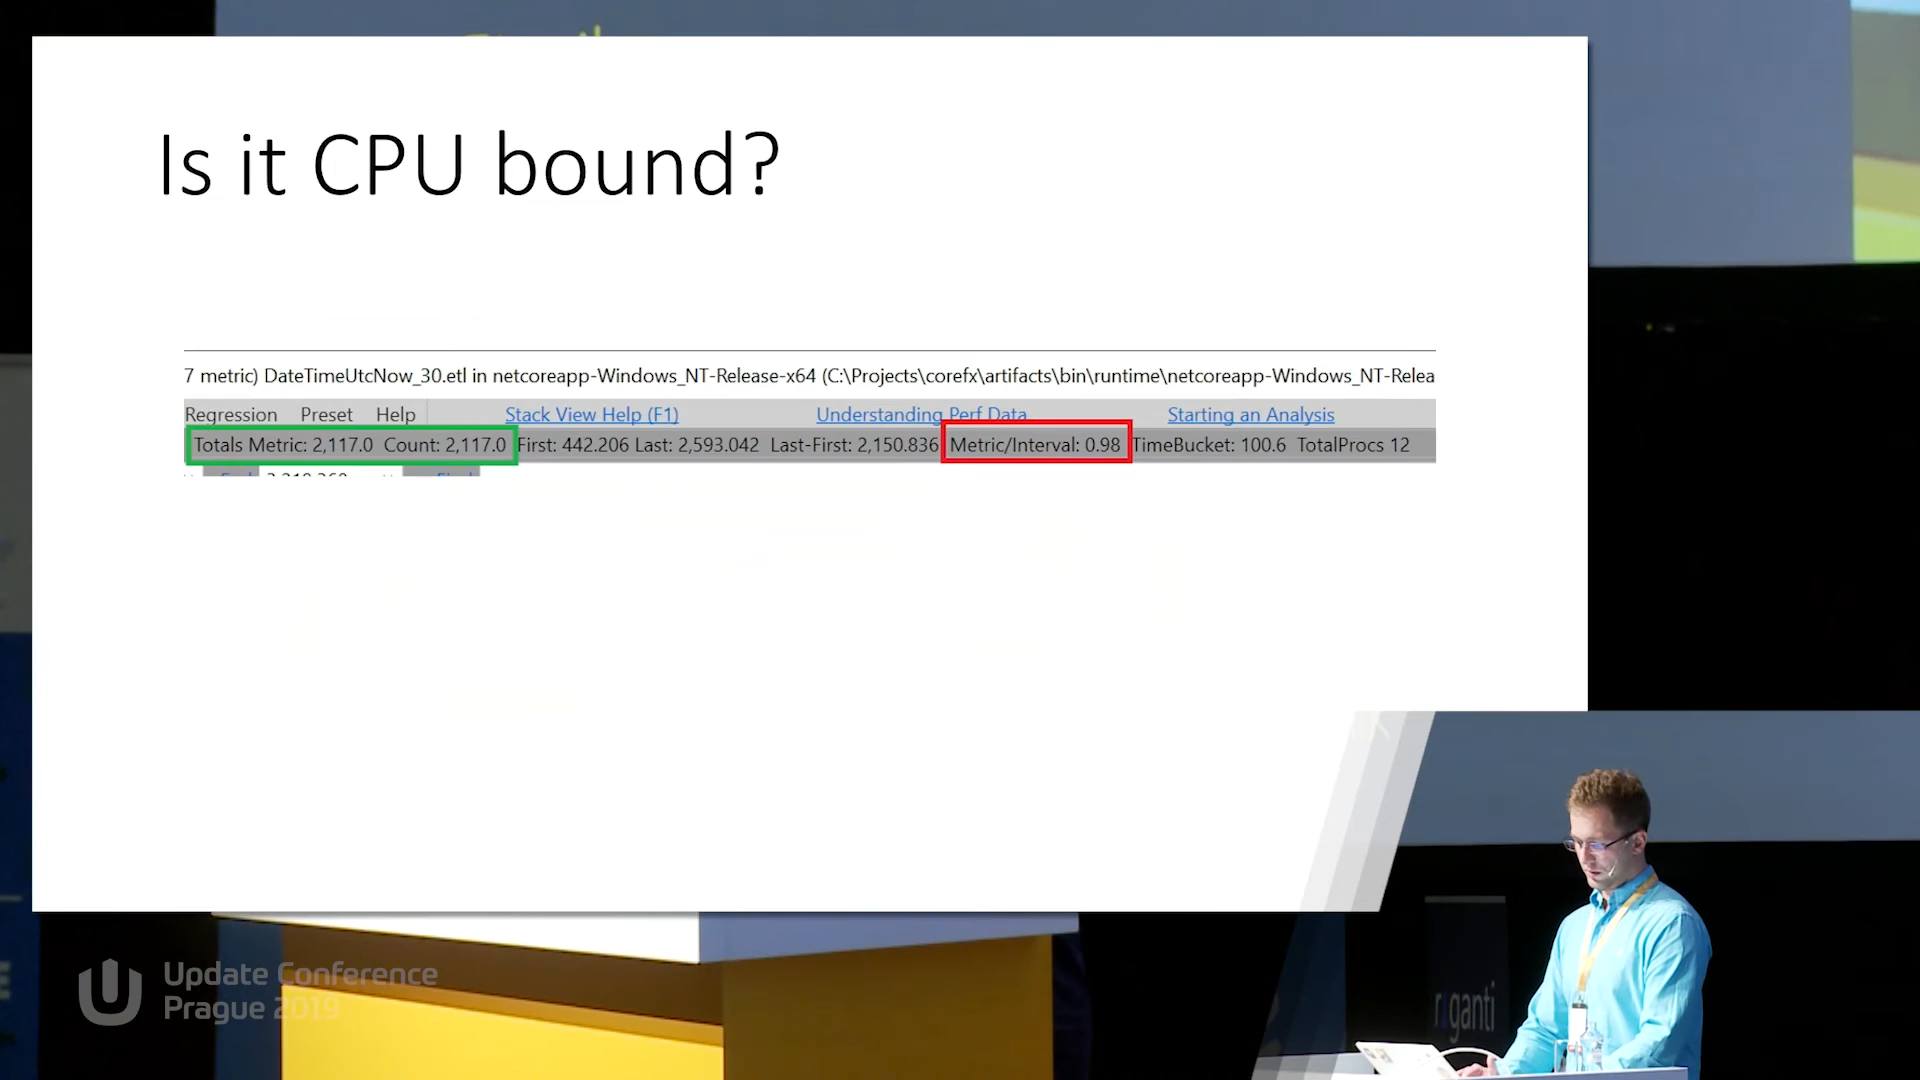 Is it CPU bound?
7 metric) DateTimeUtcNow_30.etl in netcoreapp-Windows_NT-Release-x64 (C:\Projects\corefx\artifacts\bin\runtime\netcoreapp-Windows_NT-Relea
Regression Preset Help Stack View Help (F1) Understanding Perf Data Starting an Analysis
Totals Metric: 2,117.0 Count: 2,117.0 First: 442.206 Last: 2,593.042 Last-First: 2,150.836 Metric/Interval: 0.98 TimeBucket: 100.6 TotalProcs 12
riganti
Update Conference
Prague 2019